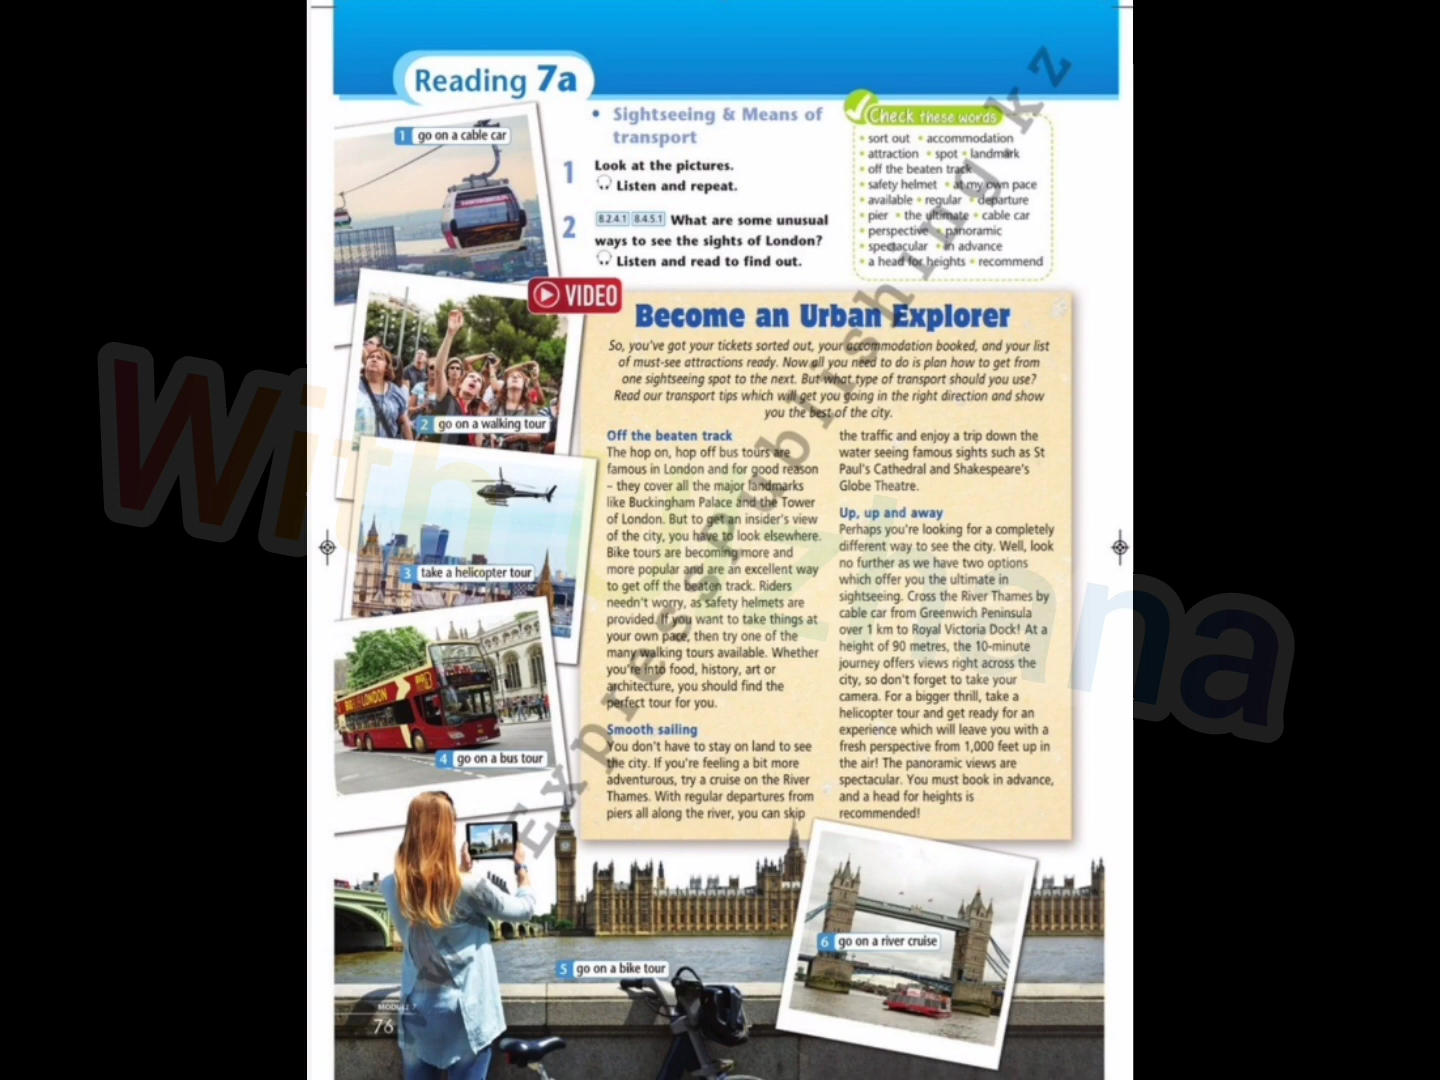 Reading 7a
1 go on a cable car
2 go on a walking tour
3 take a helicopter tour
4 go on a bus tour
5 go on a bike tour
6 go on a river cruise
• Sightseeing & Means of
transport
1 Look at the pictures.
Listen and repeat.
2 8.2.4.1 8.4.5.1 What are some unusual
ways to see the sights of London?
Listen and read to find out.
Check these words
• sort out • accommodation
• attraction • spot • landmark
• off the beaten track
• safety helmet • at my own pace
• available • regular • departure
• pier • the ultimate • cable car
• perspective • panoramic
• spectacular • in advance
• a head for heights • recommend
VIDEO
Become an Urban Explorer
So, you've got your tickets sorted out, your accommodation booked, and your list
of must-see attractions ready. Now all you need to do is plan how to get from
one sightseeing spot to the next. But what type of transport should you use?
Read our transport tips which will get you going in the right direction and show
you the best of the city.
Off the beaten track
The hop on, hop off bus tours are
famous in London and for good reason
– they cover all the major landmarks
like Buckingham Palace and the Tower
of London. But to get an insider's view
of the city, you have to look elsewhere.
Bike tours are becoming more and
more popular and are an excellent way
to get off the beaten track. Riders
needn't worry, as safety helmets are
provided. If you want to take things at
your own pace, then try one of the
many walking tours available. Whether
you're into food, history, art or
architecture, you should find the
perfect tour for you.
Smooth sailing
You don't have to stay on land to see
the city. If you're feeling a bit more
adventurous, try a cruise on the River
Thames. With regular departures from
piers all along the river, you can skip
the traffic and enjoy a trip down the
water seeing famous sights such as St
Paul's Cathedral and Shakespeare's
Globe Theatre.
Up, up and away
Perhaps you're looking for a completely
different way to see the city. Well, look
no further as we have two options
which offer you the ultimate in
sightseeing. Cross the River Thames by
cable car from Greenwich Peninsula
over 1 km to Royal Victoria Dock! At a
height of 90 metres, the 10-minute
journey offers views right across the
city, so don't forget to take your
camera. For a bigger thrill, take a
helicopter tour and get ready for an
experience which will leave you with a
fresh perspective from 1,000 feet up in
the air! The panoramic views are
spectacular. You must book in advance,
and a head for heights is
recommended!
MODULE 7
76
Expresspublishing.kz
With
LONDON